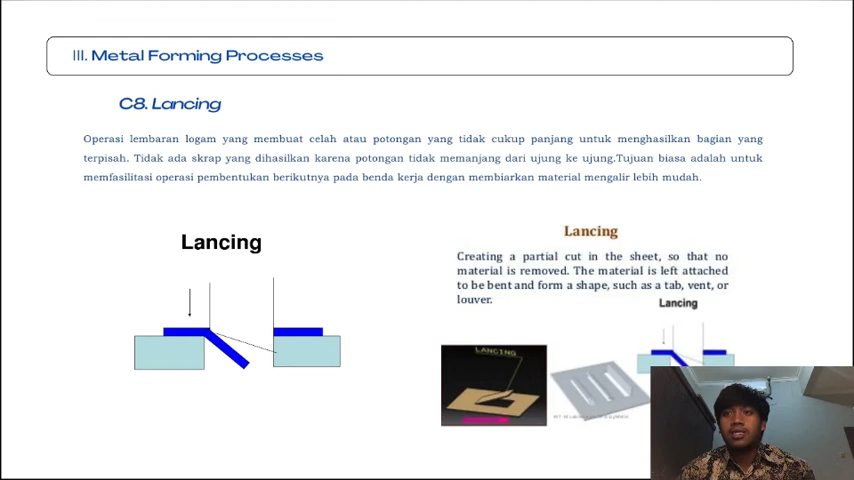 III. Metal Forming Processes
C8. Lancing
Operasi lembaran logam yang membuat celah atau potongan yang tidak cukup panjang untuk menghasilkan bagian yang
terpisah. Tidak ada skrap yang dihasilkan karena potongan tidak memanjang dari ujung ke ujung.Tujuan biasa adalah untuk
memfasilitasi operasi pembentukan berikutnya pada benda kerja dengan membiarkan material mengalir lebih mudah.
Lancing
Lancing
Creating a partial cut in the sheet, so that no
material is removed. The material is left attached
to be bent and form a shape, such as a tab, vent, or
louver.
Lancing
LANCING